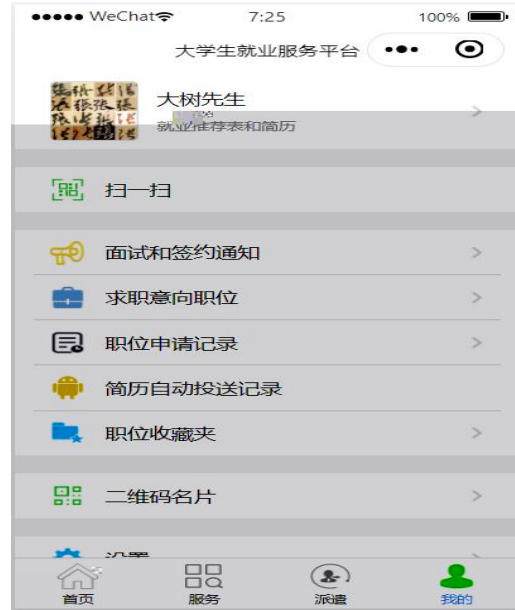 WeChat 7:25 100%
大学生就业服务平台
大树先生
就业推荐表和简历
扫一扫
面试和签约通知
求职意向职位
职位申请记录
简历自动投送记录
职位收藏夹
二维码名片
设置
首页 服务 派遣 我的